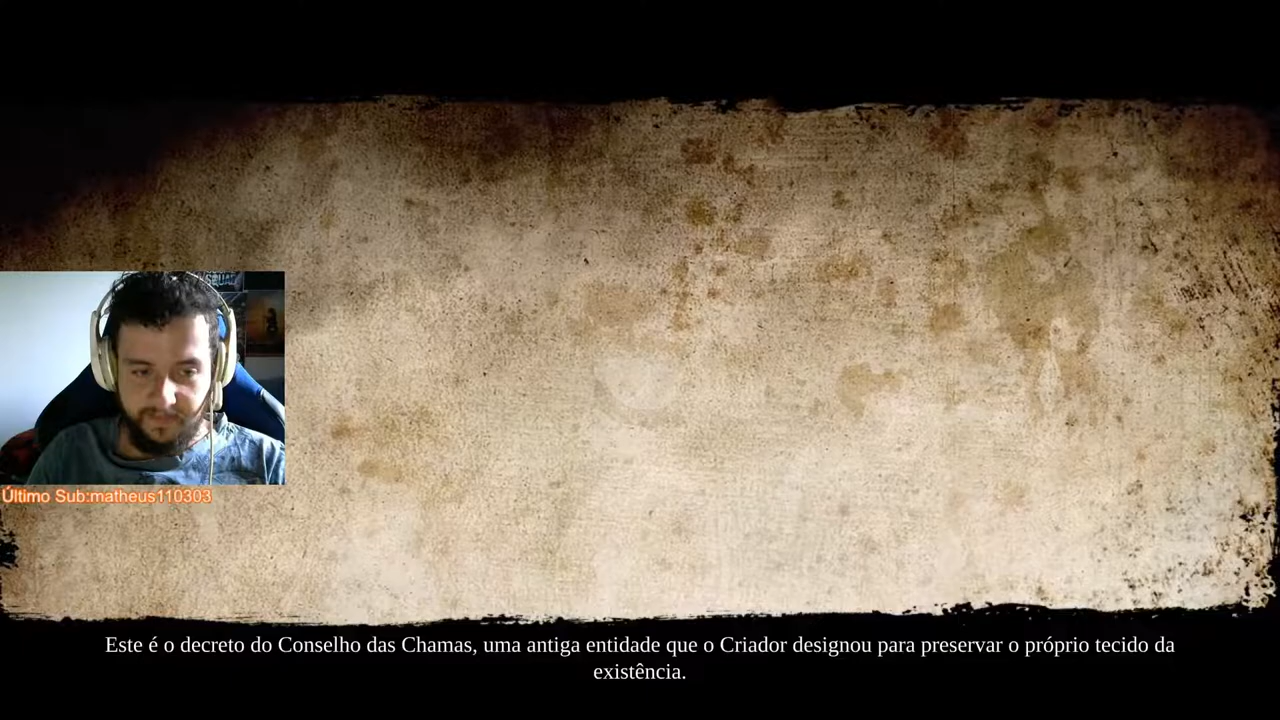 SQUAD
Último Sub:matheus110303
Este é o decreto do Conselho das Chamas, uma antiga entidade que o Criador designou para preservar o próprio tecido da
existência.